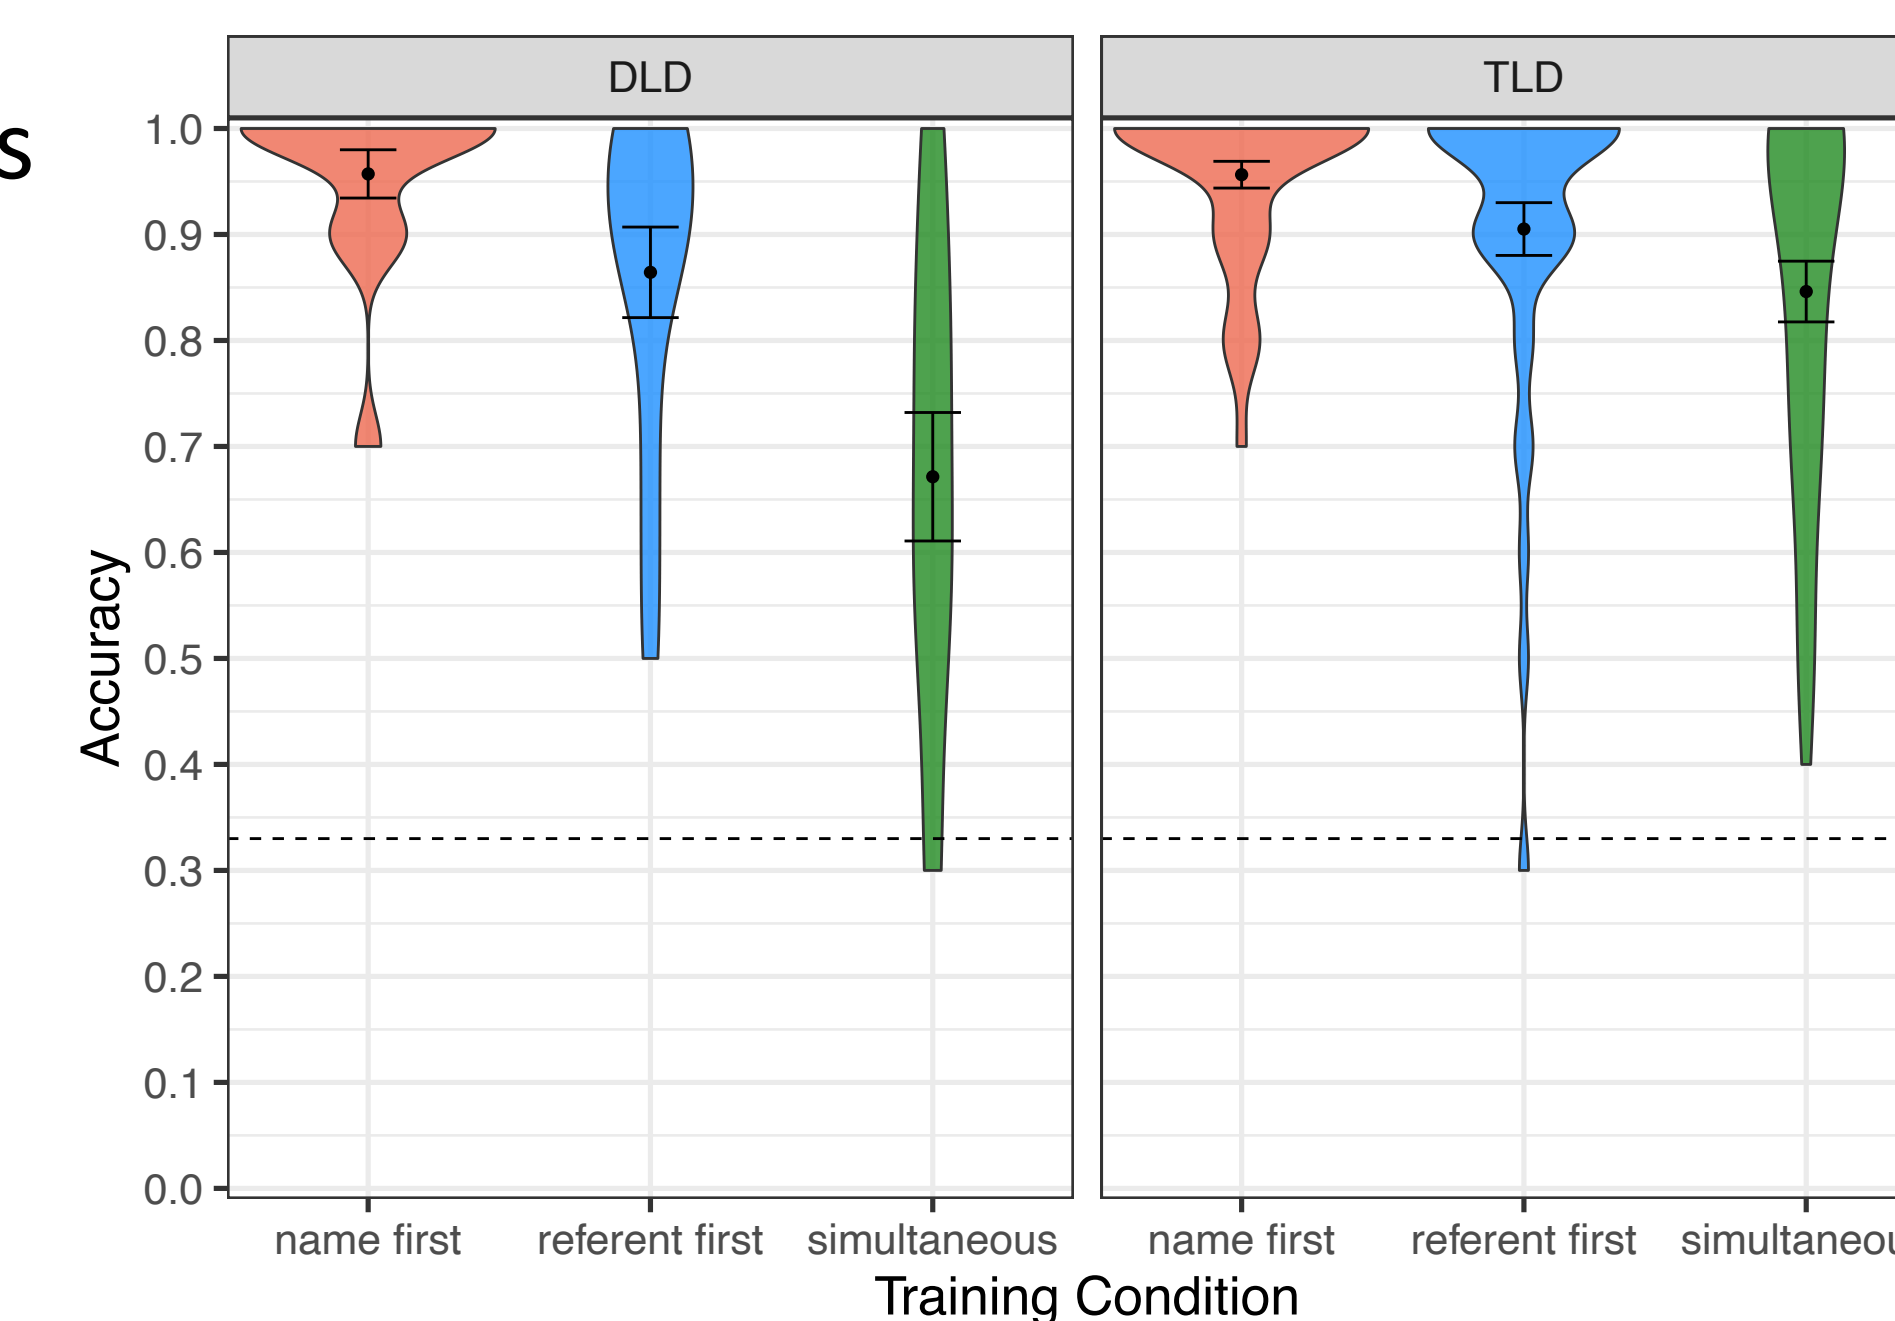 s
DLD
TLD
1.0
0.9
0.8
0.7
0.6
0.5
0.4
0.3
0.2
0.1
0.0
Accuracy
name first referent first simultaneous
name first referent first simultaneou
Training Condition